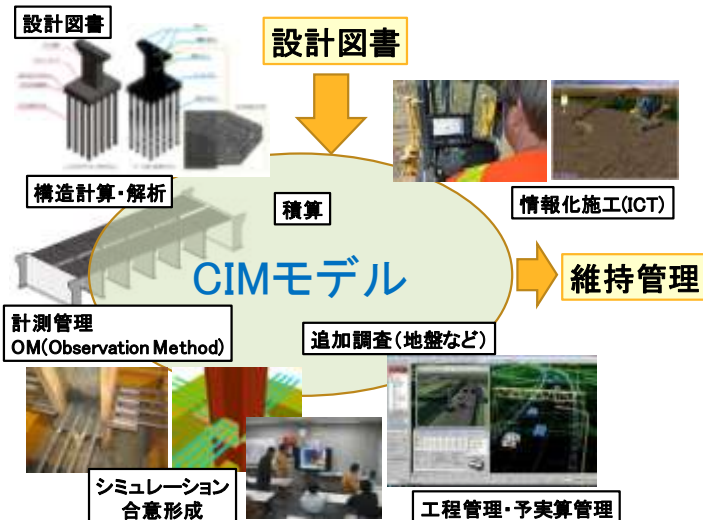 設計図書
設計図書
構造計算・解析
積算
情報化施工(ICT)
CIMモデル
維持管理
計測管理
OM(Observation Method)
追加調査(地盤など)
シミュレーション
合意形成
工程管理・予実算管理